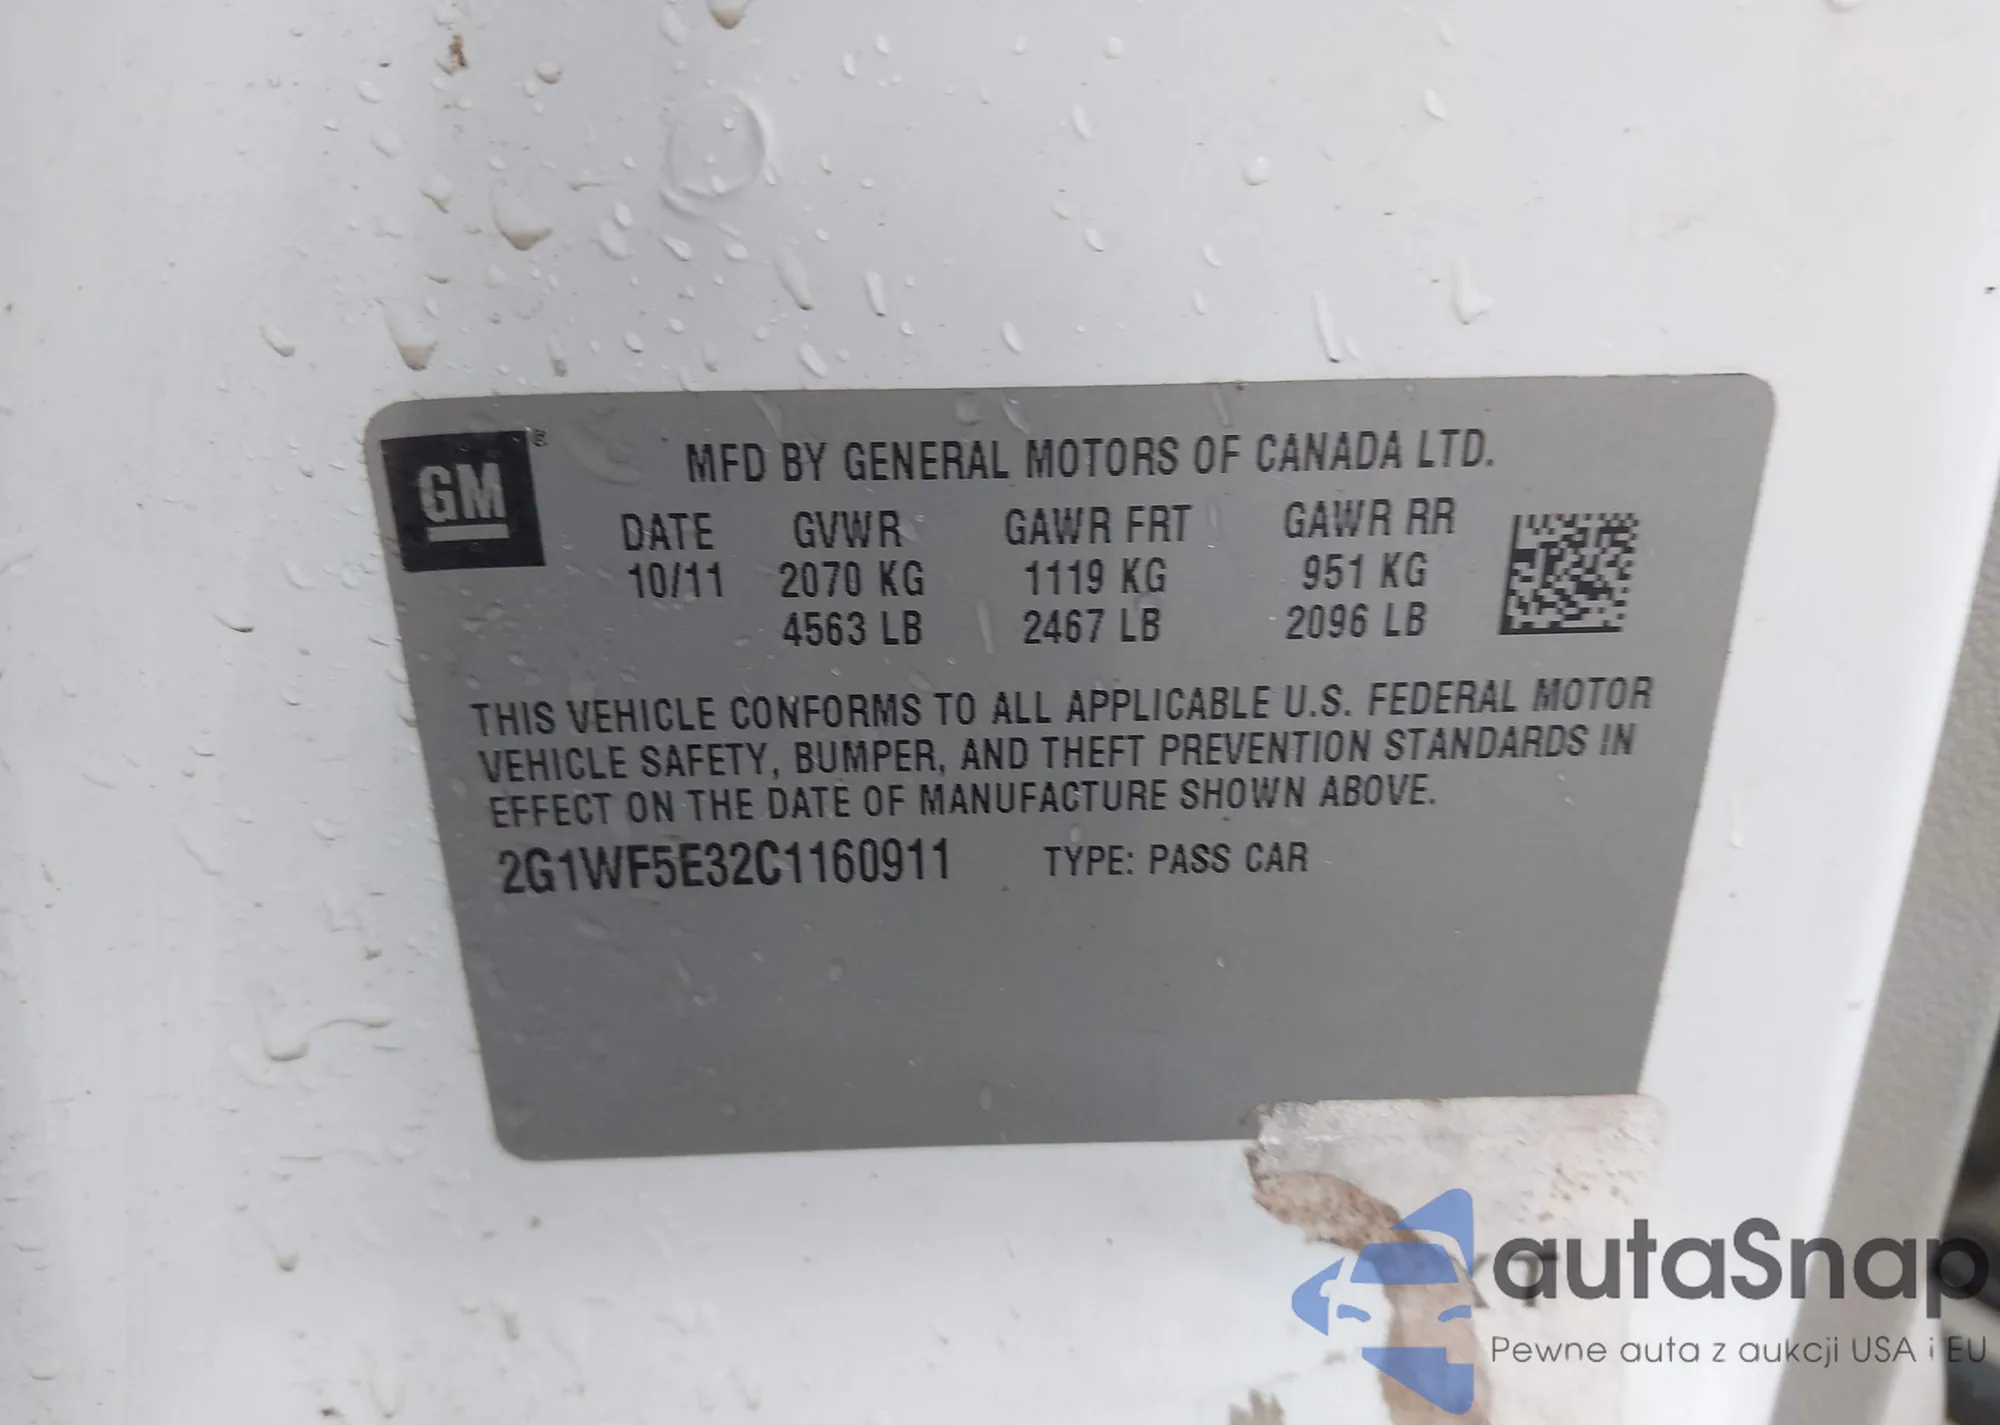 GM
MFD BY GENERAL MOTORS OF CANADA LTD.
DATE GVWR GAWR FRT GAWR RR
10/11 2070 KG 1119 KG 951 KG
4563 LB 2467 LB 2096 LB
THIS VEHICLE CONFORMS TO ALL APPLICABLE U.S. FEDERAL MOTOR
VEHICLE SAFETY, BUMPER, AND THEFT PREVENTION STANDARDS IN
EFFECT ON THE DATE OF MANUFACTURE SHOWN ABOVE.
2G1WF5E32C1160911 TYPE: PASS CAR
autaSnap
Pewne auta z aukcji USA i EU